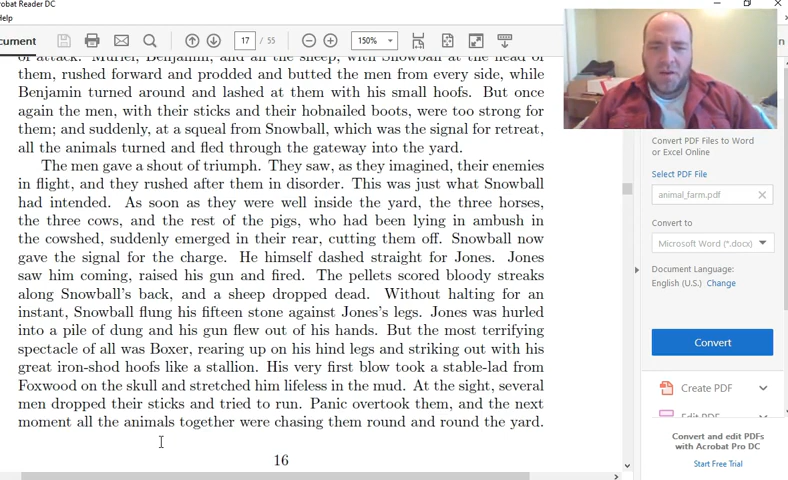 Acrobat Reader DC
Help
ocument
17 / 55
150%
of attack. Muriel, Benjamin, and all the sheep, with Snowball at the head of
them, rushed forward and prodded and butted the men from every side, while
Benjamin turned around and lashed at them with his small hoofs. But once
again the men, with their sticks and their hobnailed boots, were too strong for
them; and suddenly, at a squeal from Snowball, which was the signal for retreat,
all the animals turned and fled through the gateway into the yard.
The men gave a shout of triumph. They saw, as they imagined, their enemies
in flight, and they rushed after them in disorder. This was just what Snowball
had intended. As soon as they were well inside the yard, the three horses,
the three cows, and the rest of the pigs, who had been lying in ambush in
the cowshed, suddenly emerged in their rear, cutting them off. Snowball now
gave the signal for the charge. He himself dashed straight for Jones. Jones
saw him coming, raised his gun and fired. The pellets scored bloody streaks
along Snowball's back, and a sheep dropped dead. Without halting for an
instant, Snowball flung his fifteen stone against Jones's legs. Jones was hurled
into a pile of dung and his gun flew out of his hands. But the most terrifying
spectacle of all was Boxer, rearing up on his hind legs and striking out with his
great iron-shod hoofs like a stallion. His very first blow took a stable-lad from
Foxwood on the skull and stretched him lifeless in the mud. At the sight, several
men dropped their sticks and tried to run. Panic overtook them, and the next
moment all the animals together were chasing them round and round the yard.
16
Convert PDF Files to Word
or Excel Online
Select PDF File
animal_farm.pdf
Convert to
Microsoft Word (*.docx)
Document Language:
English (U.S.) Change
Convert
Create PDF
Edit PDF
Convert and edit PDFs
with Acrobat Pro DC
Start Free Trial